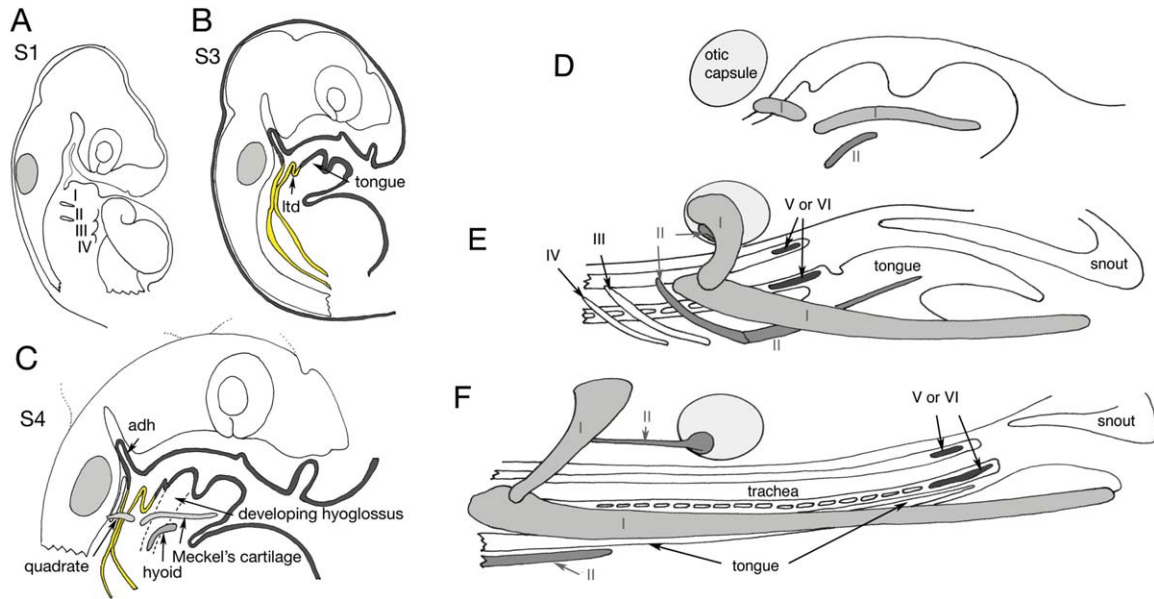 A
S1
I
II
III
IV
B
S3
tongue
ltd
C
S4
adh
developing hyoglossus
Meckel's cartilage
quadrate
hyoid
D
otic
capsule
I
I
II
E
IV
III
II
V or VI
tongue
snout
I
I
II
F
I
II
V or VI
snout
trachea
I
tongue
II